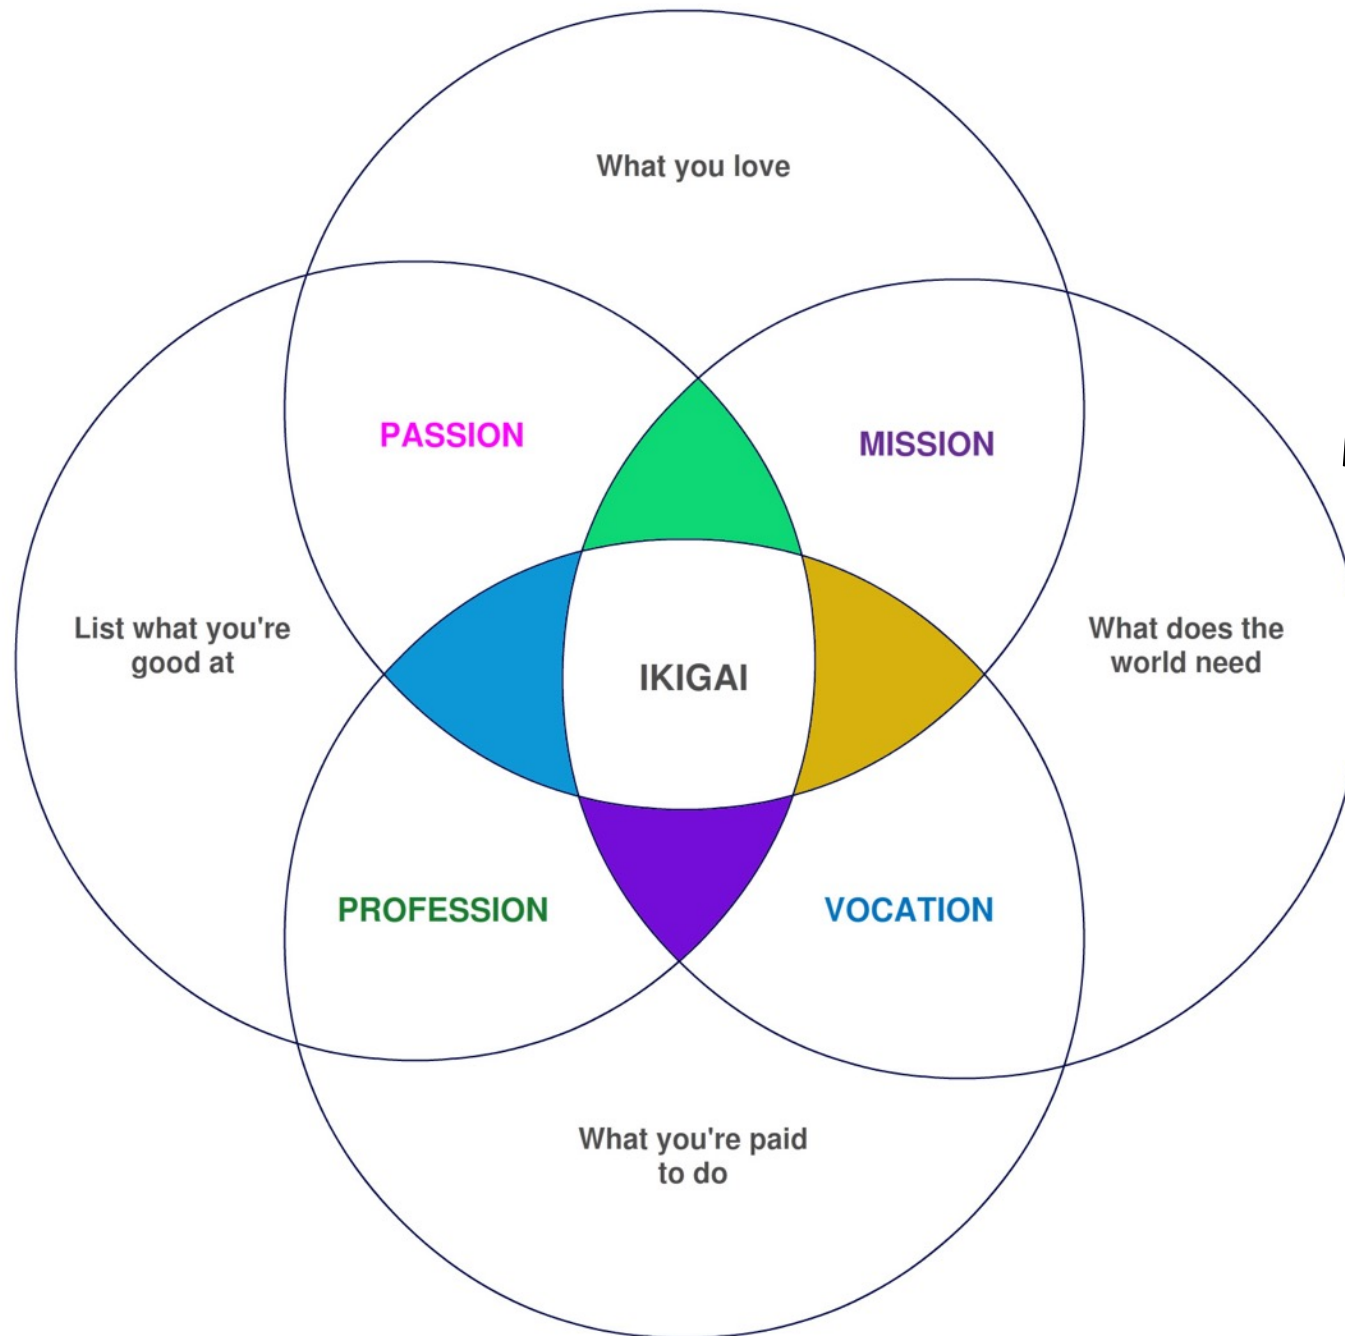 What you love
PASSION
MISSION
List what you're
good at
IKIGAI
What does the
world need
PROFESSION
VOCATION
What you're paid
to do